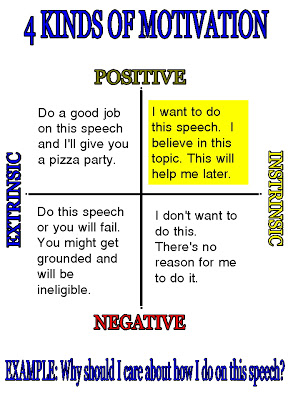 4 KINDS OF MOTIVATION
POSITIVE
Do a good job
on this speech
and I'll give you
a pizza party.
I want to do
this speech.  I
believe in this
topic. This will
help me later.
EXTRINSIC
INSTRINSIC
Do this speech
or you will fail.
You might get
grounded and
will be
ineligible.
I don't want to
do this.
There's no
reason for me
to do it.
NEGATIVE
EXAMPLE: Why should I care about how I do on this speech?